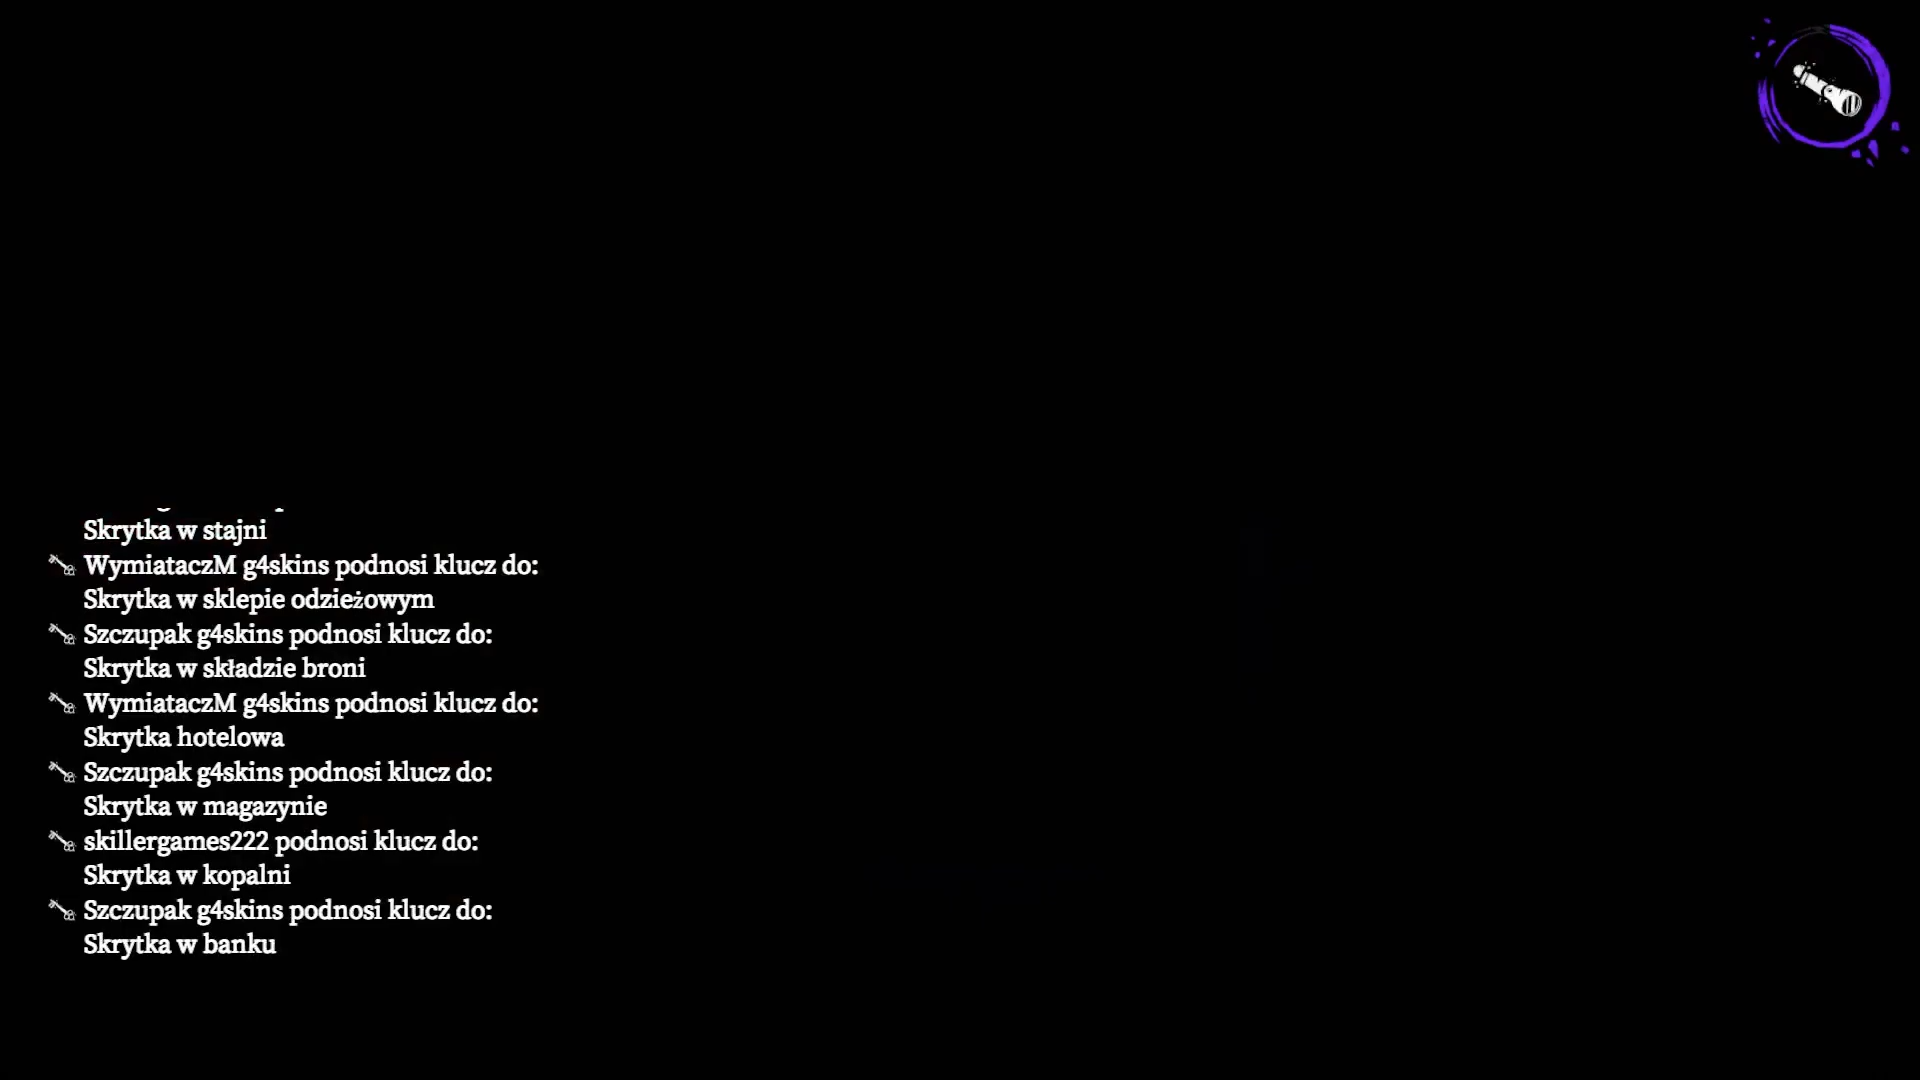 Skrytka w stajni
WymiataczM g4skins podnosi klucz do:
Skrytka w sklepie odzieżowym
Szczupak g4skins podnosi klucz do:
Skrytka w składzie broni
WymiataczM g4skins podnosi klucz do:
Skrytka hotelowa
Szczupak g4skins podnosi klucz do:
Skrytka w magazynie
skillergames222 podnosi klucz do:
Skrytka w kopalni
Szczupak g4skins podnosi klucz do:
Skrytka w banku